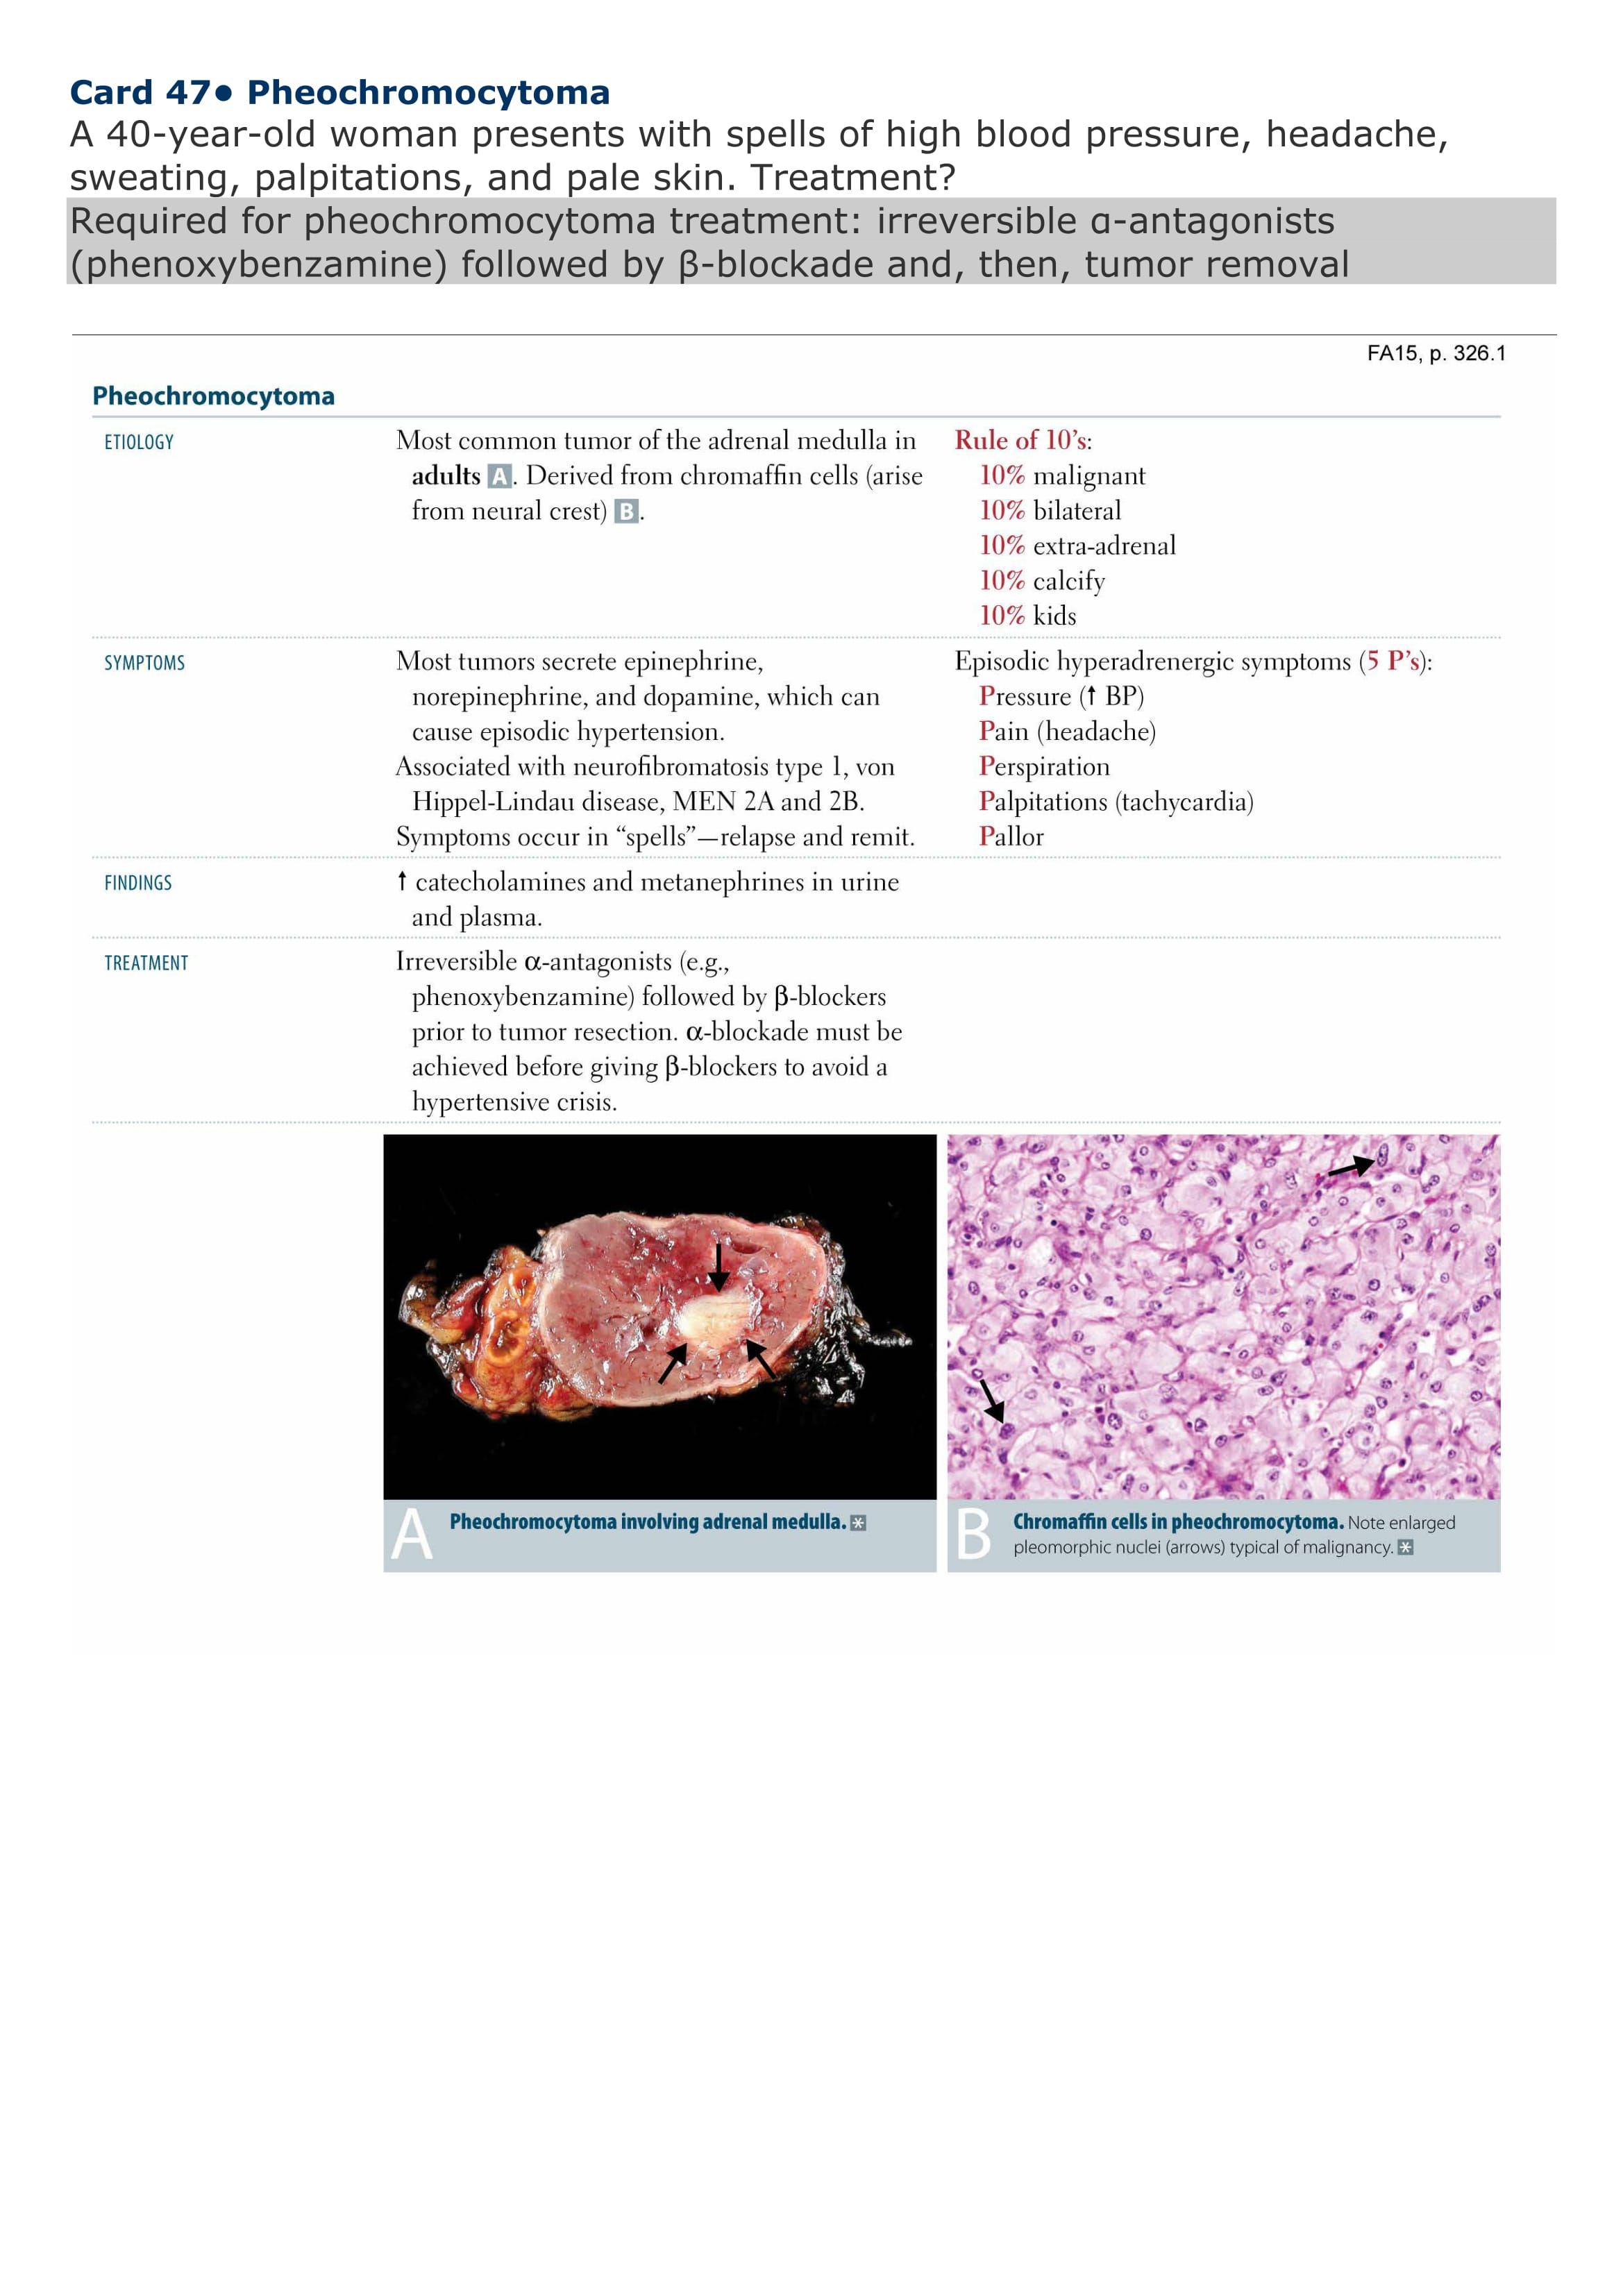 Card 47• Pheochromocytoma
A 40-year-old woman presents with spells of high blood pressure, headache,
sweating, palpitations, and pale skin. Treatment?
Required for pheochromocytoma treatment: irreversible α-antagonists
(phenoxybenzamine) followed by β-blockade and, then, tumor removal
FA15, p. 326.1
Pheochromocytoma
ETIOLOGY
Most common tumor of the adrenal medulla in
adults A. Derived from chromaffin cells (arise
from neural crest) B.
Rule of 10's:
10% malignant
10% bilateral
10% extra-adrenal
10% calcify
10% kids
SYMPTOMS
Most tumors secrete epinephrine,
norepinephrine, and dopamine, which can
cause episodic hypertension.
Associated with neurofibromatosis type 1, von
Hippel-Lindau disease, MEN 2A and 2B.
Symptoms occur in “spells”—relapse and remit.
Episodic hyperadrenergic symptoms (5 P's):
Pressure (↑ BP)
Pain (headache)
Perspiration
Palpitations (tachycardia)
Pallor
FINDINGS
↑ catecholamines and metanephrines in urine
and plasma.
TREATMENT
Irreversible α-antagonists (e.g.,
phenoxybenzamine) followed by β-blockers
prior to tumor resection. α-blockade must be
achieved before giving β-blockers to avoid a
hypertensive crisis.
A Pheochromocytoma involving adrenal medulla. *
B Chromaffin cells in pheochromocytoma. Note enlarged
pleomorphic nuclei (arrows) typical of malignancy. *